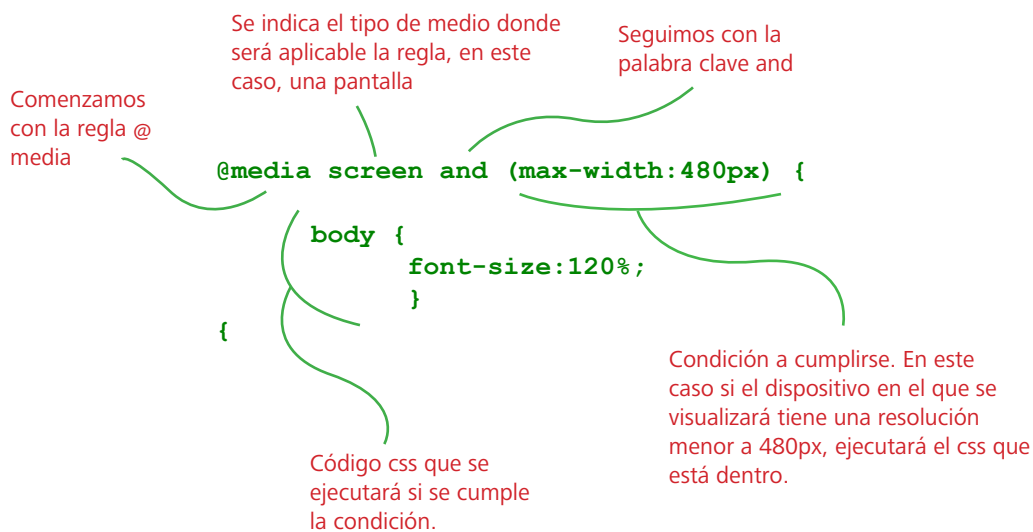 Se indica el tipo de medio donde
será aplicable la regla, en este
caso, una pantalla
Seguimos con la
palabra clave and
Comenzamos
con la regla @
media
@media screen and (max-width:480px) {
body {
font-size:120%;
}
{
Condición a cumplirse. En este
caso si el dispositivo en el que se
visualizará tiene una resolución
menor a 480px, ejecutará el css que
está dentro.
Código css que se
ejecutará si se cumple
la condición.